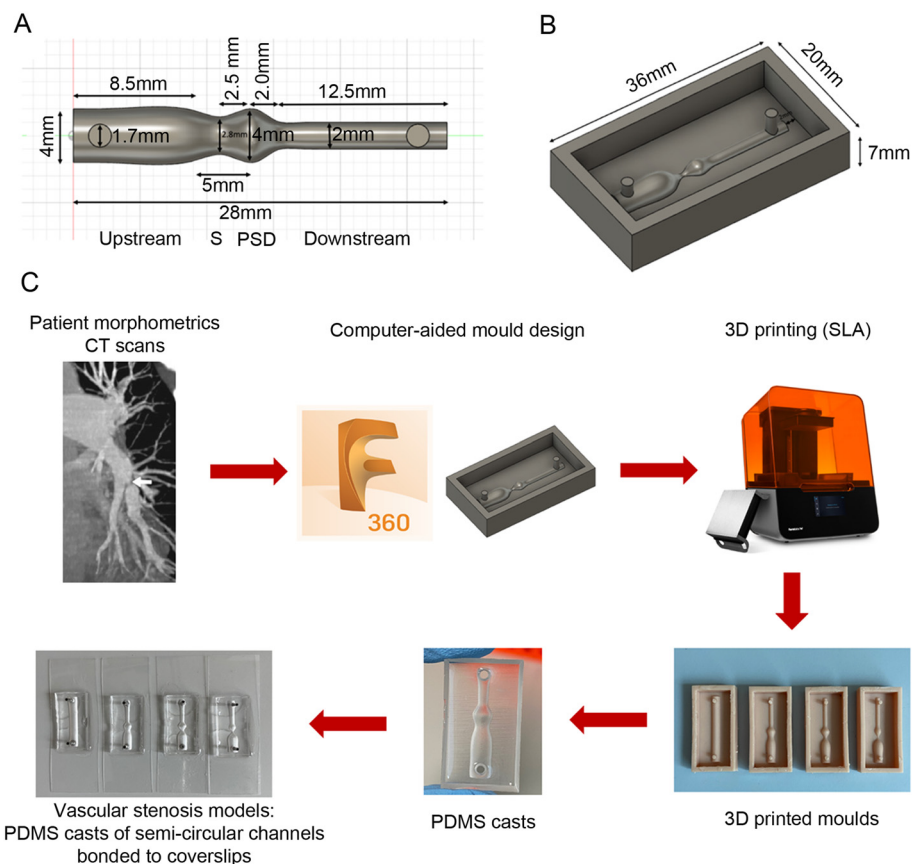 A
8.5mm
2.5 mm
2.0mm
12.5mm
4mm
1.7mm
2.8mm
4mm
2mm
5mm
28mm
Upstream
S
PSD
Downstream
B
36mm
20mm
7mm
C
Patient morphometrics
CT scans
Computer-aided mould design
360
3D printing (SLA)
Vascular stenosis models:
PDMS casts of semi-circular channels
bonded to coverslips
PDMS casts
3D printed moulds